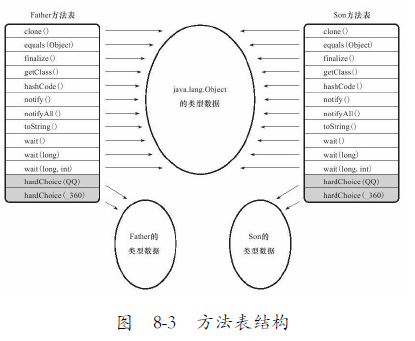 Father方法表
clone()
equals(Object)
finalize()
getClass()
hashCode()
notify()
notifyAll()
toString()
wait()
wait(long)
wait(long, int)
hardChoice(QQ)
hardChoice(_360)
java.lang.Object
的类型数据
Son方法表
clone()
equals(Object)
finalize()
getClass()
hashCode()
notify()
notifyAll()
toString()
wait()
wait(long)
wait(long, int)
hardChoice(QQ)
hardChoice(_360)
Father的
类型数据
Son的
类型数据
图 8-3 方法表结构